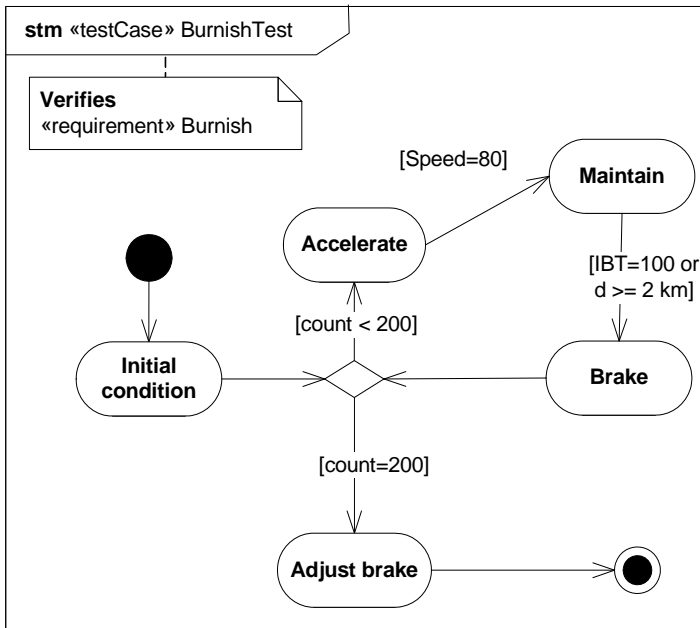 stm «testCase» BurnishTest
Verifies
«requirement» Burnish
[Speed=80]
Maintain
Accelerate
[IBT=100 or
d >= 2 km]
[count < 200]
Initial
condition
Brake
[count=200]
Adjust brake